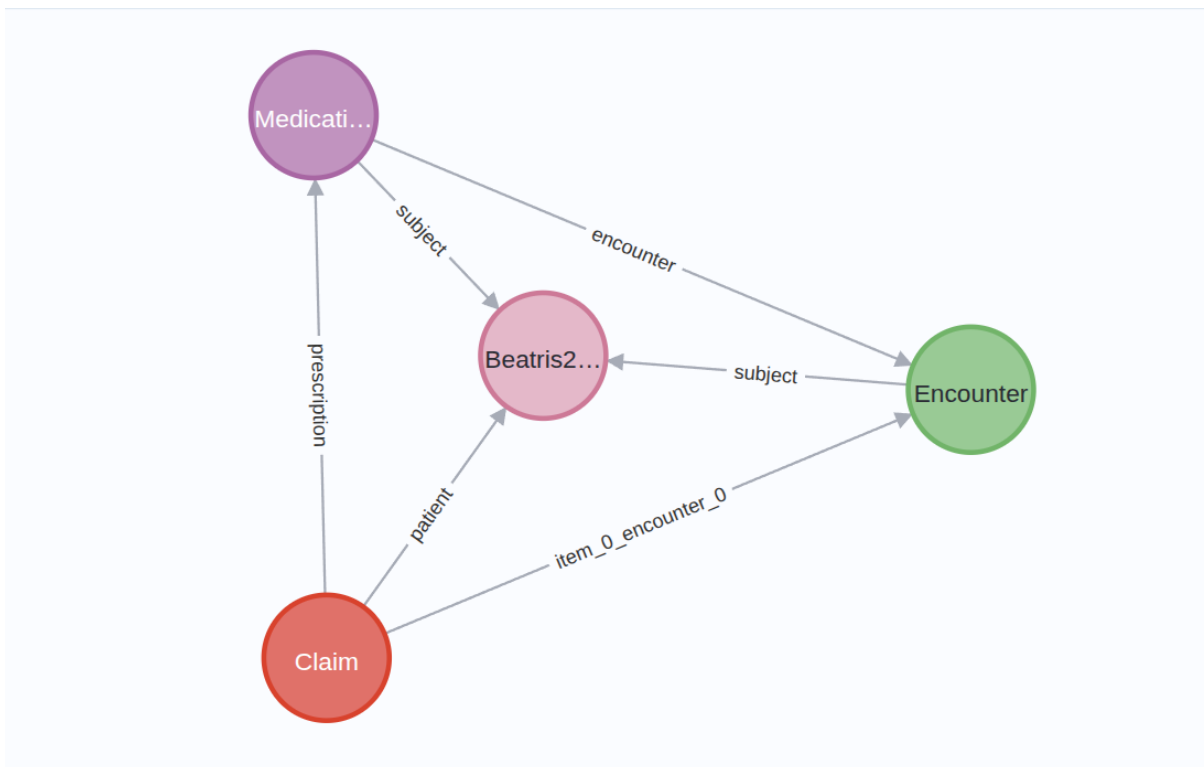 Medicati…
subject
encounter
Beatris2…
subject
Encounter
prescription
patient
item_0_encounter_0
Claim